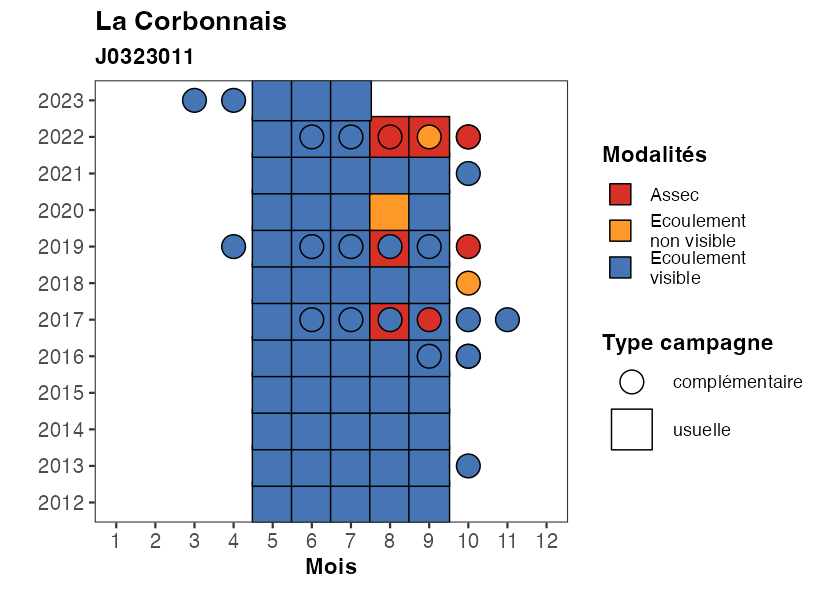 La Corbonnais
J0323011
2023
2022
2021
2020
2019
2018
2017
2016
2015
2014
2013
2012
1 2 3 4 5 6 7 8 9 10 11 12
Mois
Modalités
Assec
Ecoulement
non visible
Ecoulement
visible
Type campagne
complémentaire
usuelle